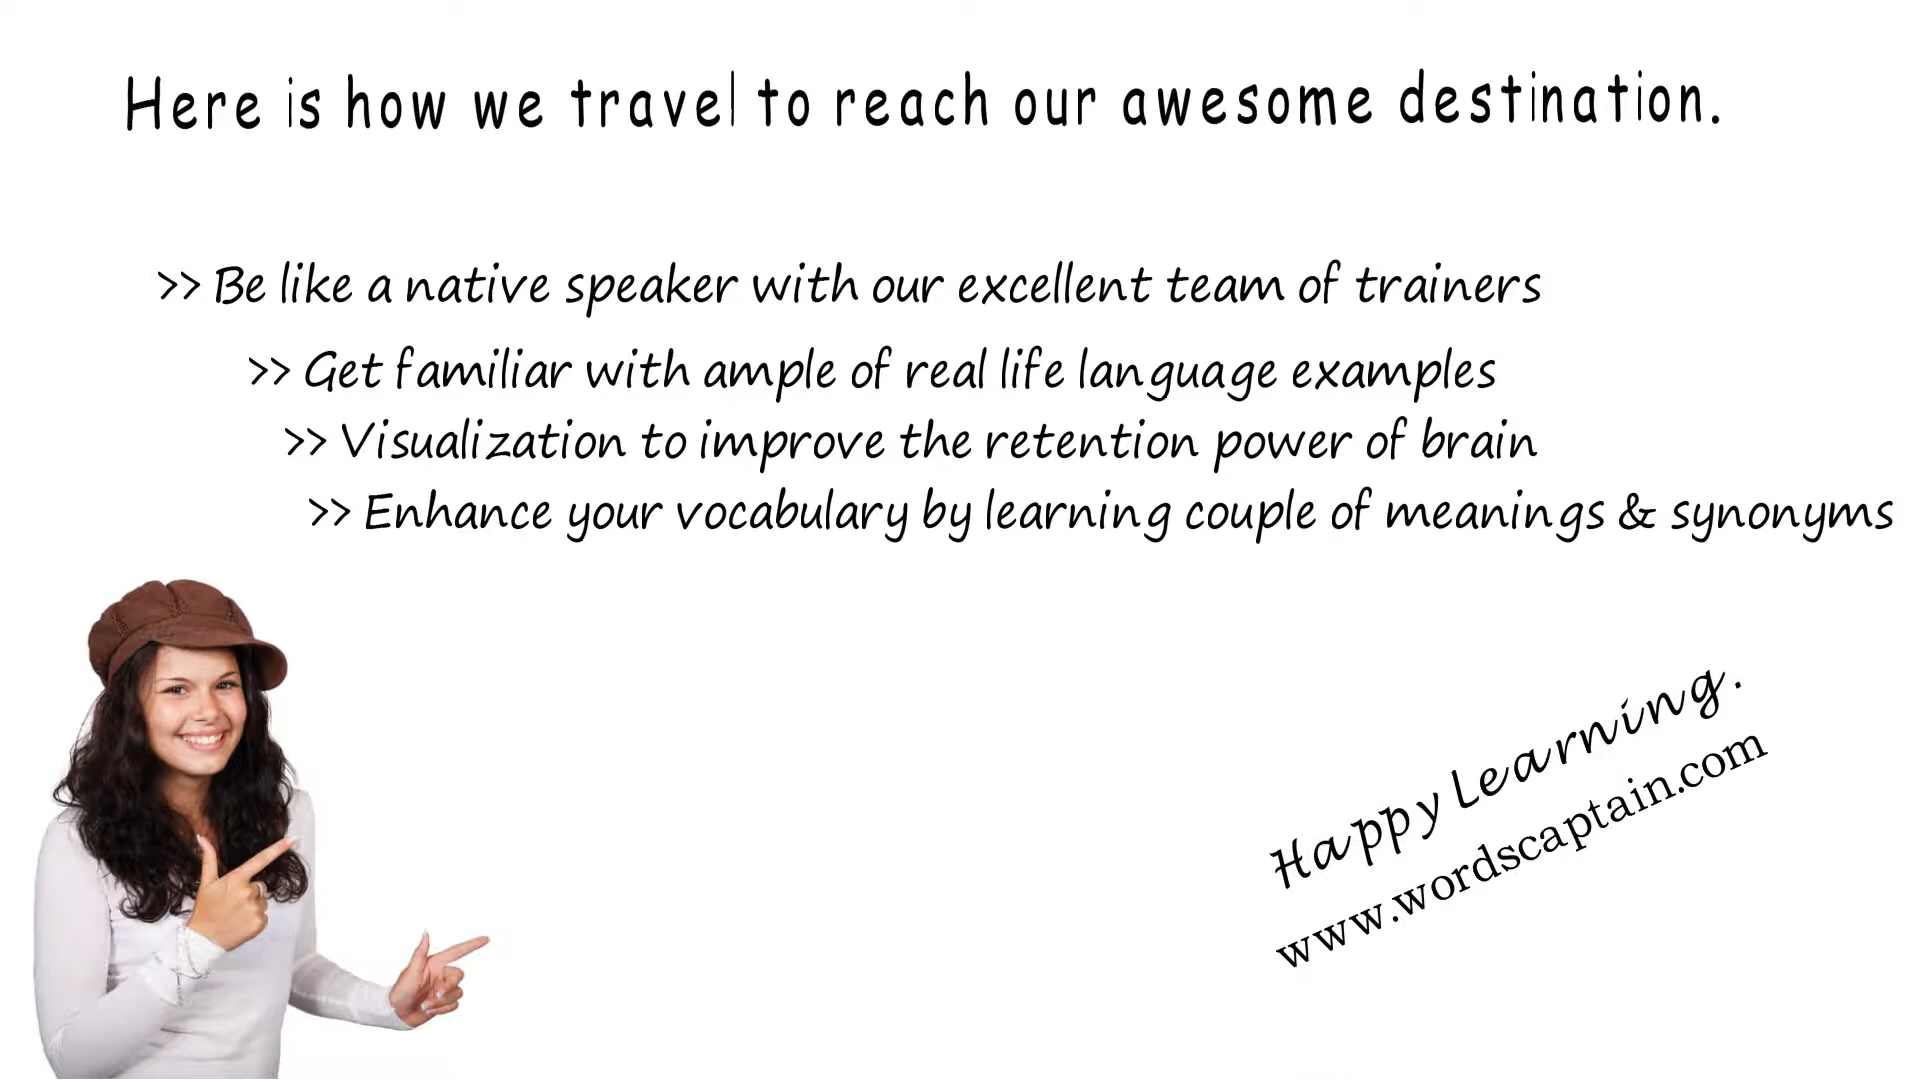 Here is how we travel to reach our awesome destination.
>> Be like a native speaker with our excellent team of trainers
>> Get familiar with ample of real life language examples
>> Visualization to improve the retention power of brain
>> Enhance your vocabulary by learning couple of meanings & synonyms
Happy Learning.
www.wordscaptain.com